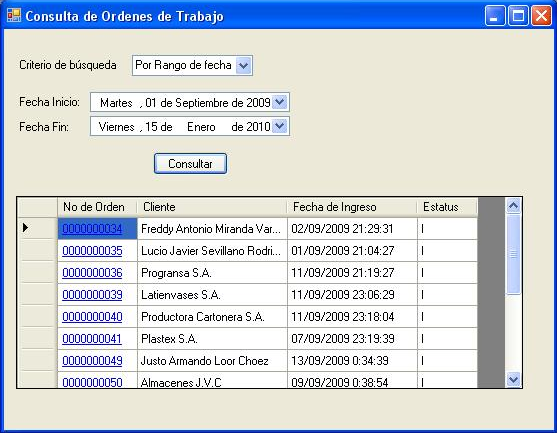 Consulta de Ordenes de Trabajo
Criterio de búsqueda Por Rango de fecha
Fecha Inicio: Martes , 01 de Septiembre de 2009
Fecha Fin: Viernes , 15 de Enero de 2010
Consultar
No de Orden Cliente Fecha de Ingreso Estatus
0000000034 Freddy Antonio Miranda Var... 02/09/2009 21:29:31 I
0000000035 Lucio Javier Sevillano Rodri... 01/09/2009 21:04:27 I
0000000036 Progransa S.A. 11/09/2009 21:19:27 I
0000000039 Latienvases S.A. 11/09/2009 23:06:29 I
0000000040 Productora Cartonera S.A. 11/09/2009 23:18:04 I
0000000041 Plastex S.A. 07/09/2009 23:19:39 I
0000000049 Justo Armando Loor Choez 13/09/2009 0:34:39 I
0000000050 Almacenes J.V.C 09/09/2009 0:38:54 I